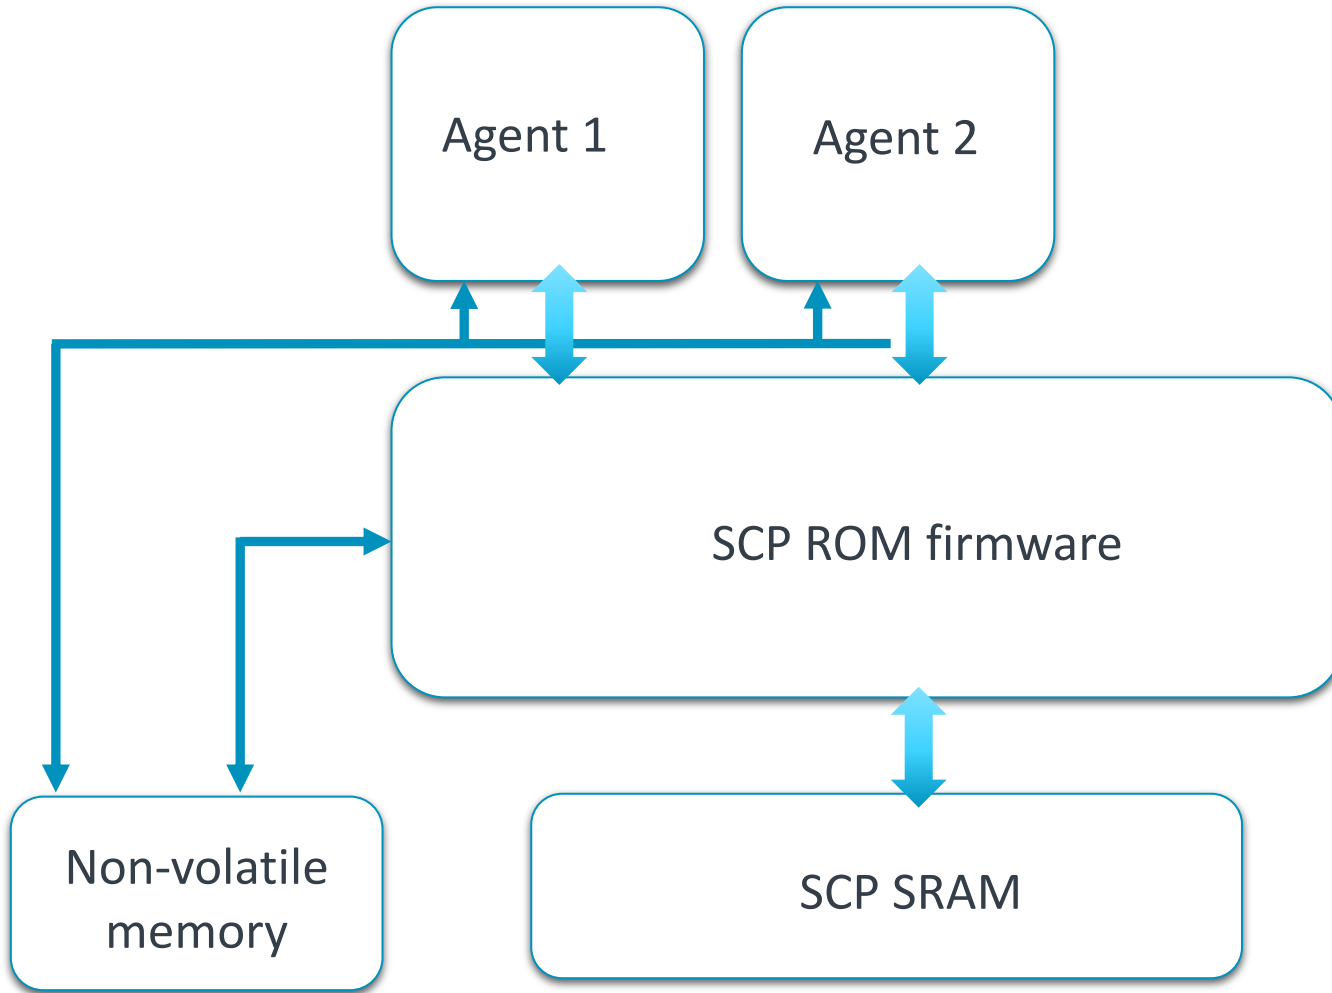 Agent 1
Agent 2
SCP ROM firmware
Non-volatile
memory
SCP SRAM